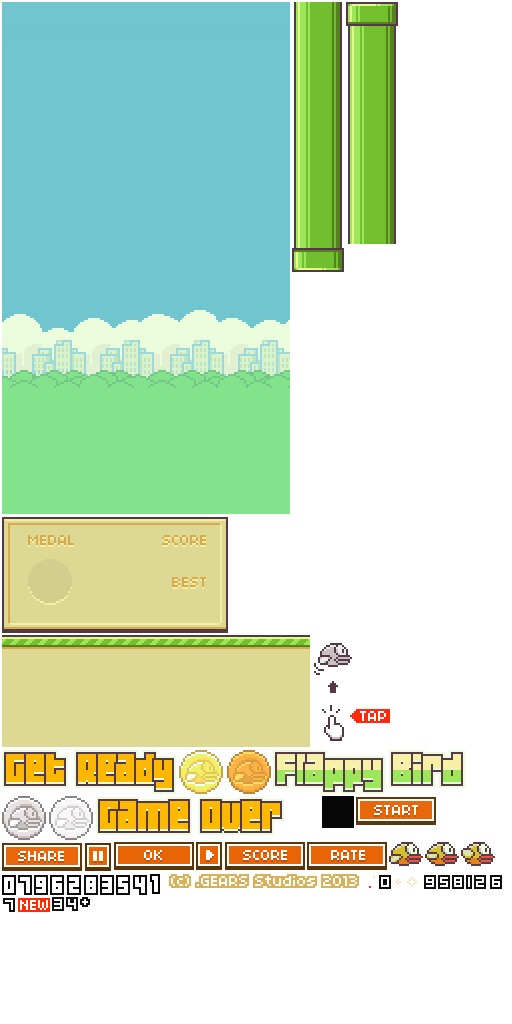 MEDAL SCORE
BEST
TAP
Get Ready Flappy Bird
Game Over START
SHARE OK SCORE RATE
0796283541 (c) .GEARS Studios 2013 0 958126
7 NEW 34